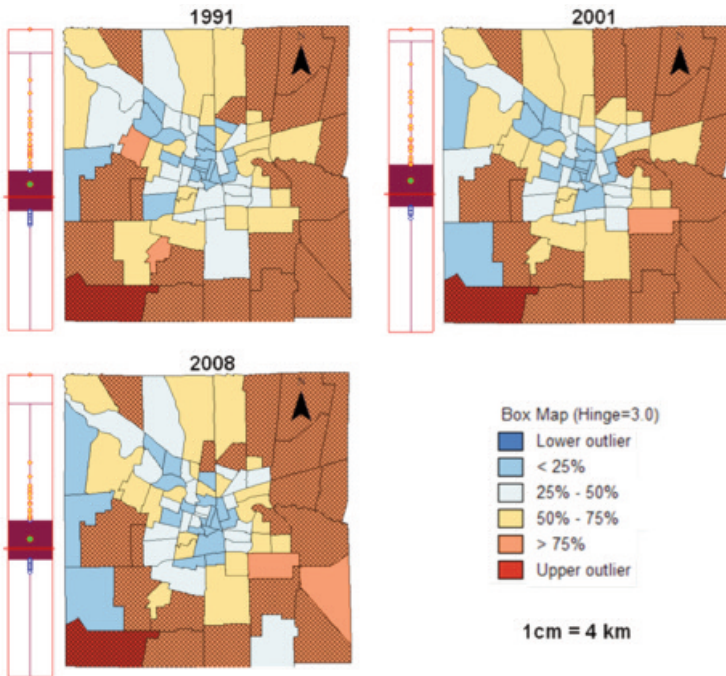 1991
2001
2008
Box Map (Hinge=3.0)
Lower outlier
< 25%
25% - 50%
50% - 75%
> 75%
Upper outlier
1cm = 4 km